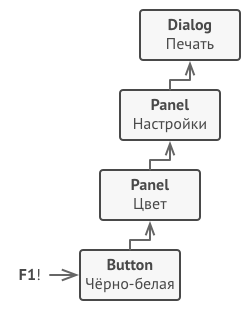 Dialog
Печать
Panel
Настройки
Panel
Цвет
F1!
Button
Чёрно-белая